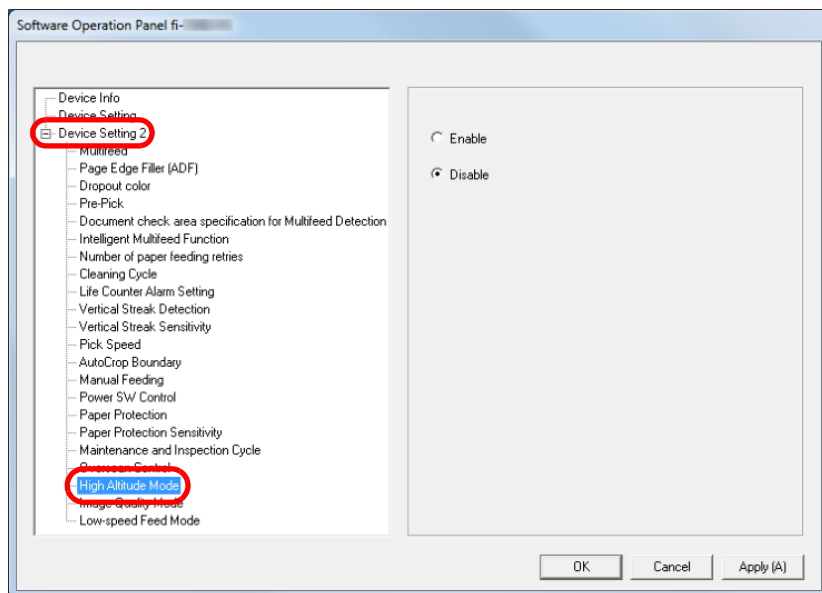 Software Operation Panel fi-
Device Info
Device Setting
Device Setting 2
Multifeed
Page Edge Filler (ADF)
Dropout color
Pre-Pick
Document check area specification for Multifeed Detection
Intelligent Multifeed Function
Number of paper feeding retries
Cleaning Cycle
Life Counter Alarm Setting
Vertical Streak Detection
Vertical Streak Sensitivity
Pick Speed
AutoCrop Boundary
Manual Feeding
Power SW Control
Paper Protection
Paper Protection Sensitivity
Maintenance and Inspection Cycle
Overscan Control
High Altitude Mode
Image Quality Mode
Low-speed Feed Mode
Enable
Disable
OK
Cancel
Apply (A)